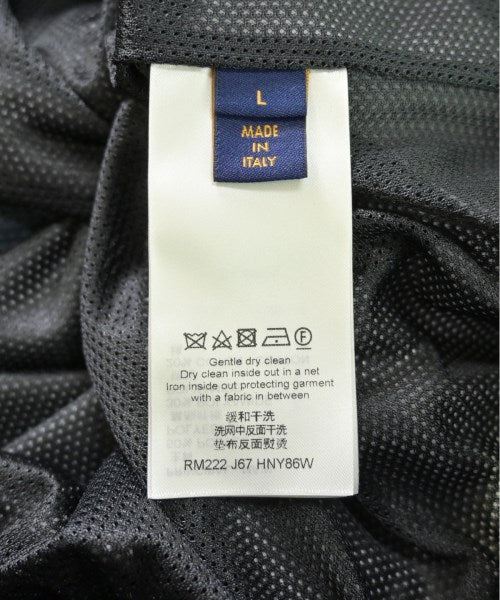 L
MADE
IN
ITALY
Gentle dry clean
Dry clean inside out in a net
Iron inside out protecting garment
with a fabric in between
缓和干洗
洗网中反面干洗
垫布反面熨烫
RM222 J67 HNY86W